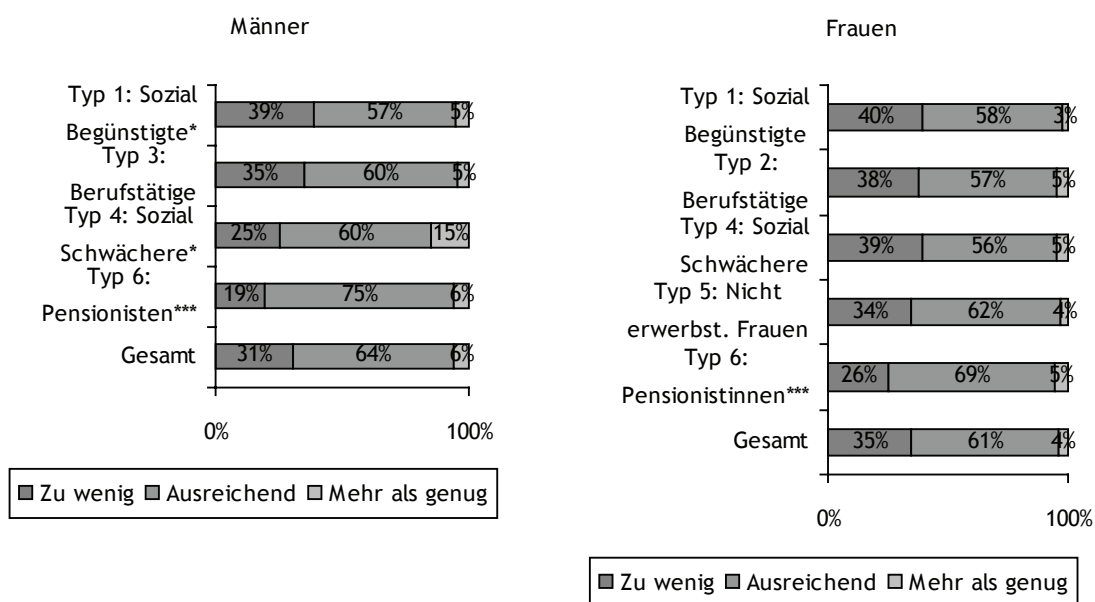 Männer
Typ 1: Sozial
Begünstigte*
39% 57% 5%
Typ 3:
Berufstätige
35% 60% 5%
Typ 4: Sozial
Schwächere*
25% 60% 15%
Typ 6:
Pensionisten***
19% 75% 6%
Gesamt
31% 64% 6%
0% 100%
Zu wenig Ausreichend Mehr als genug
Frauen
Typ 1: Sozial
Begünstigte
40% 58% 3%
Typ 2:
Berufstätige
38% 57% 5%
Typ 4: Sozial
Schwächere
39% 56% 5%
Typ 5: Nicht
erwerbst. Frauen
34% 62% 4%
Typ 6:
Pensionistinnen***
26% 69% 5%
Gesamt
35% 61% 4%
0% 100%
Zu wenig Ausreichend Mehr als genug